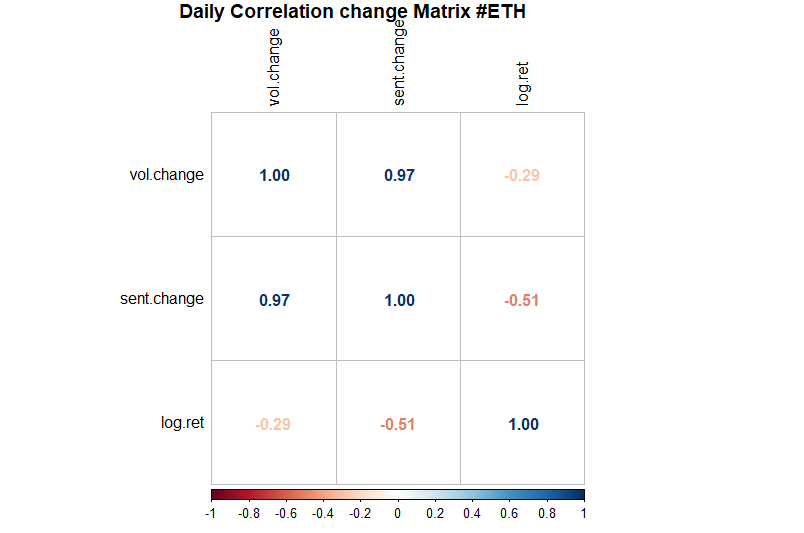 Daily Correlation change Matrix #ETH
vol.change
sent.change
log.ret
vol.change 1.00 0.97 -0.29
sent.change 0.97 1.00 -0.51
log.ret -0.29 -0.51 1.00
-1 -0.8 -0.6 -0.4 -0.2 0 0.2 0.4 0.6 0.8 1